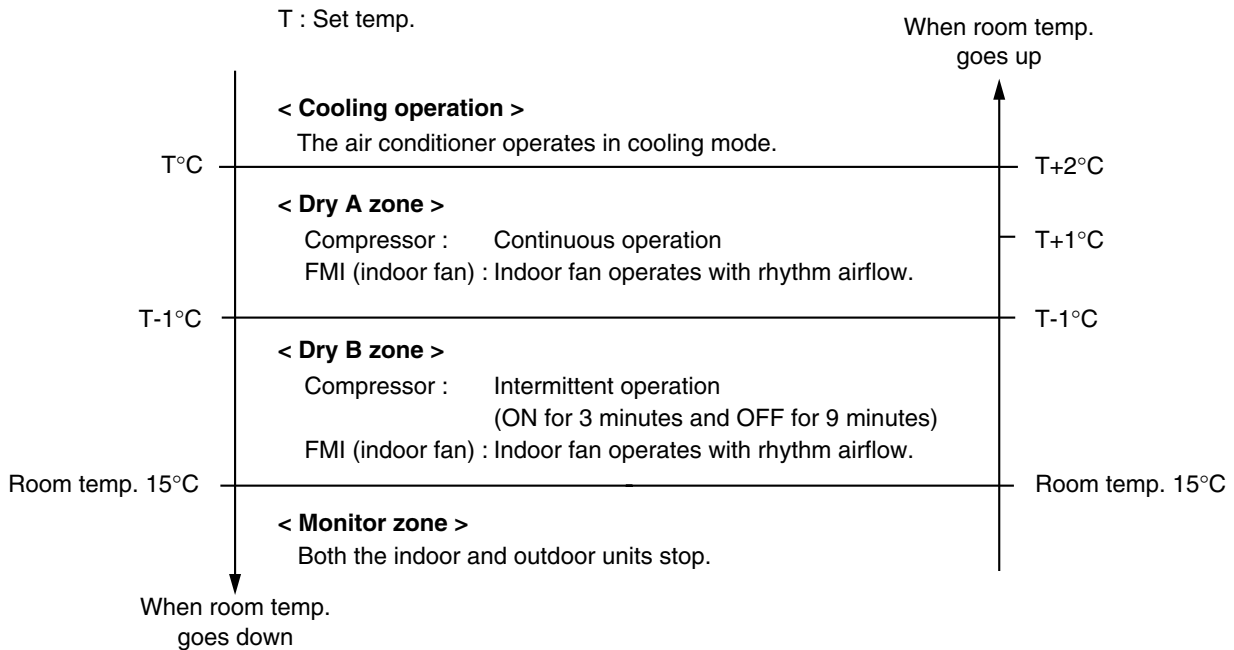 T : Set temp.
When room temp.
goes up
< Cooling operation >
The air conditioner operates in cooling mode.
T°C
T+2°C
< Dry A zone >
Compressor : Continuous operation
T+1°C
FMI (indoor fan) : Indoor fan operates with rhythm airflow.
T-1°C
T-1°C
< Dry B zone >
Compressor : Intermittent operation
(ON for 3 minutes and OFF for 9 minutes)
FMI (indoor fan) : Indoor fan operates with rhythm airflow.
Room temp. 15°C
Room temp. 15°C
< Monitor zone >
Both the indoor and outdoor units stop.
When room temp.
goes down